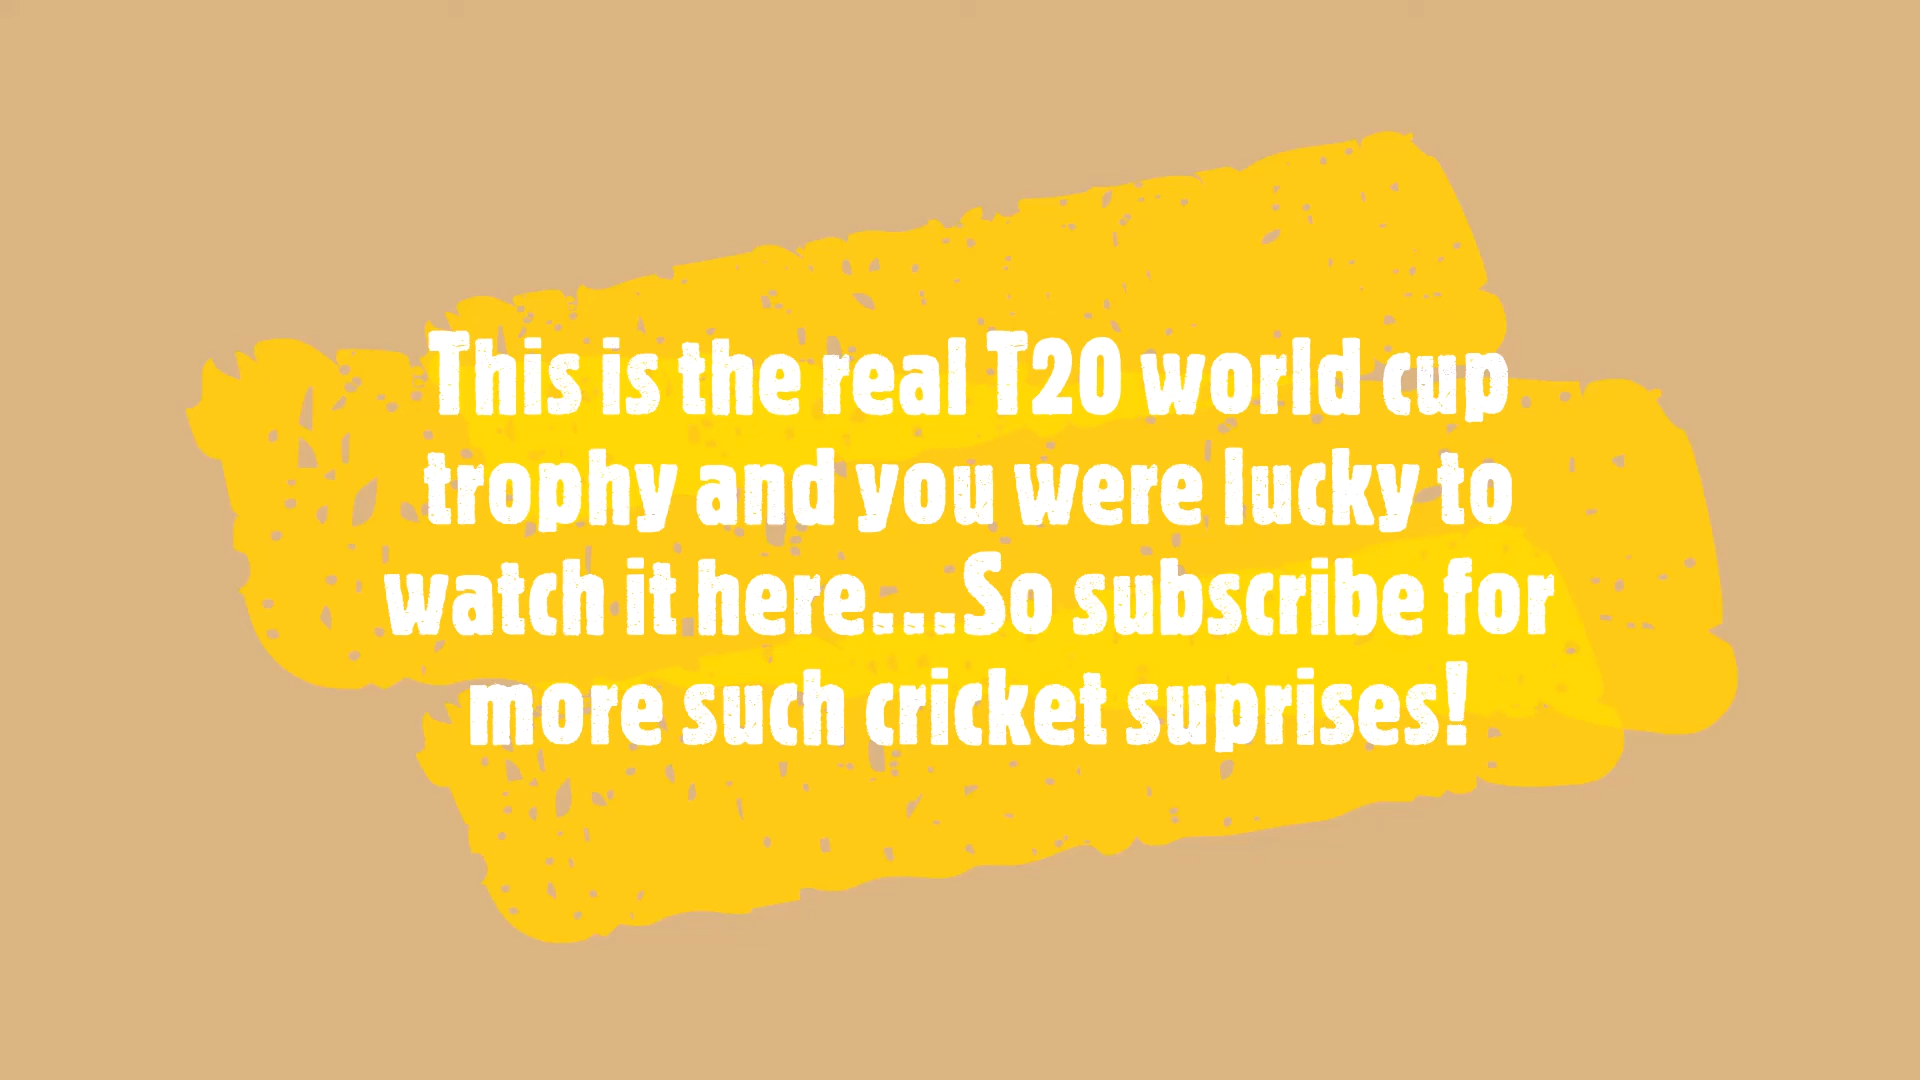 This is the real T20 world cup
trophy and you were lucky to
watch it here...So subscribe for
more such cricket suprises!